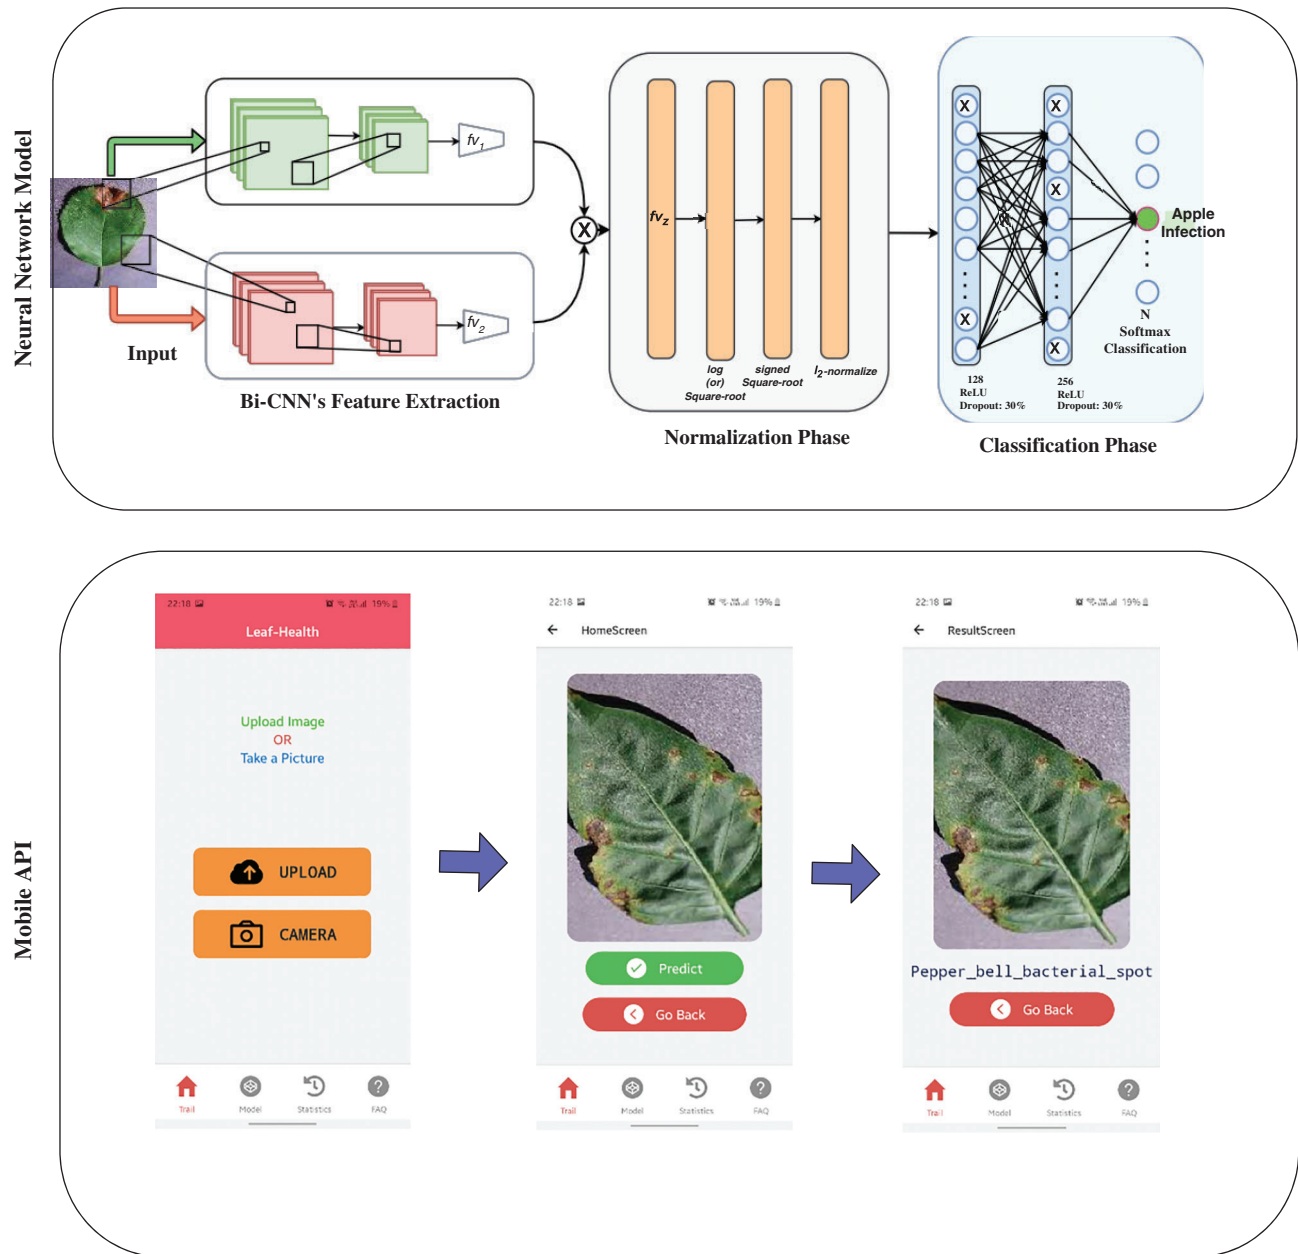 Neural Network Model
Input
fv1
fv2
X
Bi-CNN's Feature Extraction
fvz
log
(or)
Square-root
signed
Square-root
l2-normalize
Normalization Phase
X
X
X
X
X
128
ReLU
Dropout: 30%
256
ReLU
Dropout: 30%
Apple
Infection
N
Softmax
Classification
Classification Phase
Mobile API
22:18
19%
Leaf-Health
Upload Image
OR
Take a Picture
UPLOAD
CAMERA
Trail Model Statistics FAQ
22:18
19%
HomeScreen
Predict
Go Back
Trail Model Statistics FAQ
22:18
19%
ResultScreen
Pepper_bell_bacterial_spot
Go Back
Trail Model Statistics FAQ